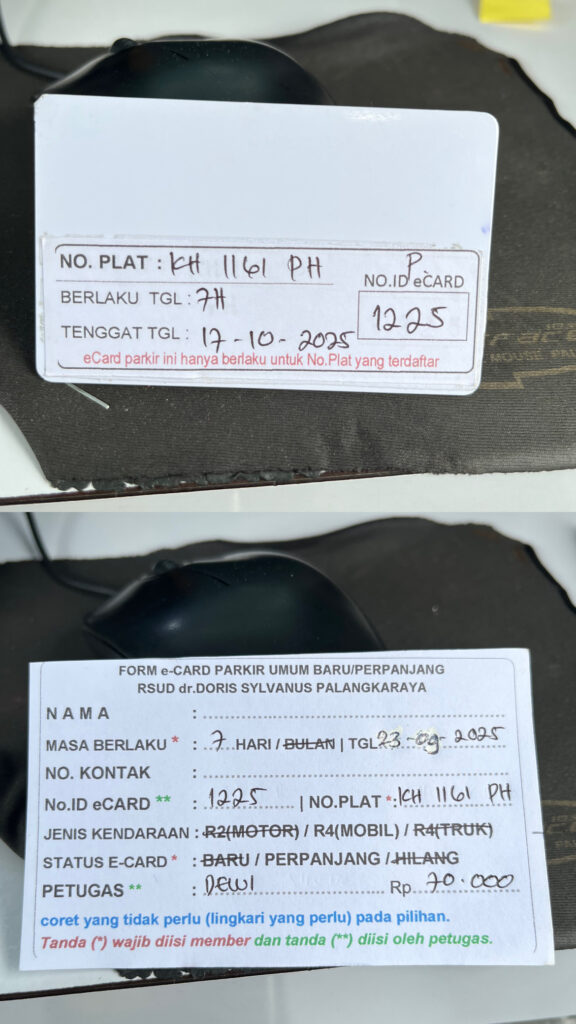 NO. PLAT : KH 1161 PH
P.
NO.ID eCARD
BERLAKU TGL : 7H
1225
TENGGAT TGL : 17-10-2025
eCard parkir ini hanya berlaku untuk No.Plat yang terdaftar
MOUSE PAD
FORM e-CARD PARKIR UMUM BARU/PERPANJANG
RSUD dr.DORIS SYLVANUS PALANGKARAYA
NAMA :
MASA BERLAKU * : 7 HARI / BULAN | TGL 23-09-2025
NO. KONTAK :
No.ID eCARD ** : 1225 | NO.PLAT *: KH 1161 PH
JENIS KENDARAAN : R2(MOTOR) / R4(MOBIL) / R4(TRUK)
STATUS E-CARD * : BARU / PERPANJANG / HILANG
PETUGAS ** : DEWI Rp 70.000
coret yang tidak perlu (lingkari yang perlu) pada pilihan.
Tanda (*) wajib diisi member dan tanda (**) diisi oleh petugas.